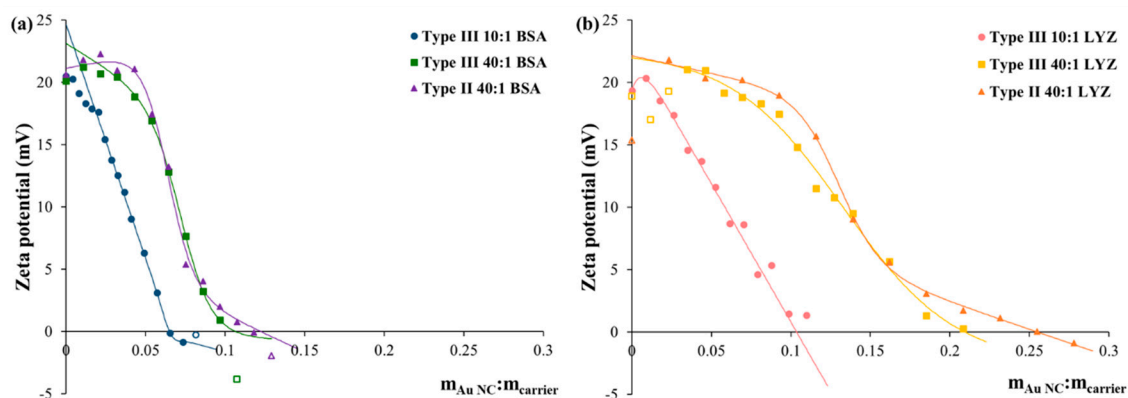 (a)
Type III 10:1 BSA
Type III 40:1 BSA
Type II 40:1 BSA
Zeta potential (mV)
25
20
15
10
5
0
-5
0
0.05
0.1
0.15
0.2
0.25
0.3
m_Au NC:m_carrier
(b)
Type III 10:1 LYZ
Type III 40:1 LYZ
Type II 40:1 LYZ
Zeta potential (mV)
25
20
15
10
5
0
-5
0
0.05
0.1
0.15
0.2
0.25
0.3
m_Au NC:m_carrier